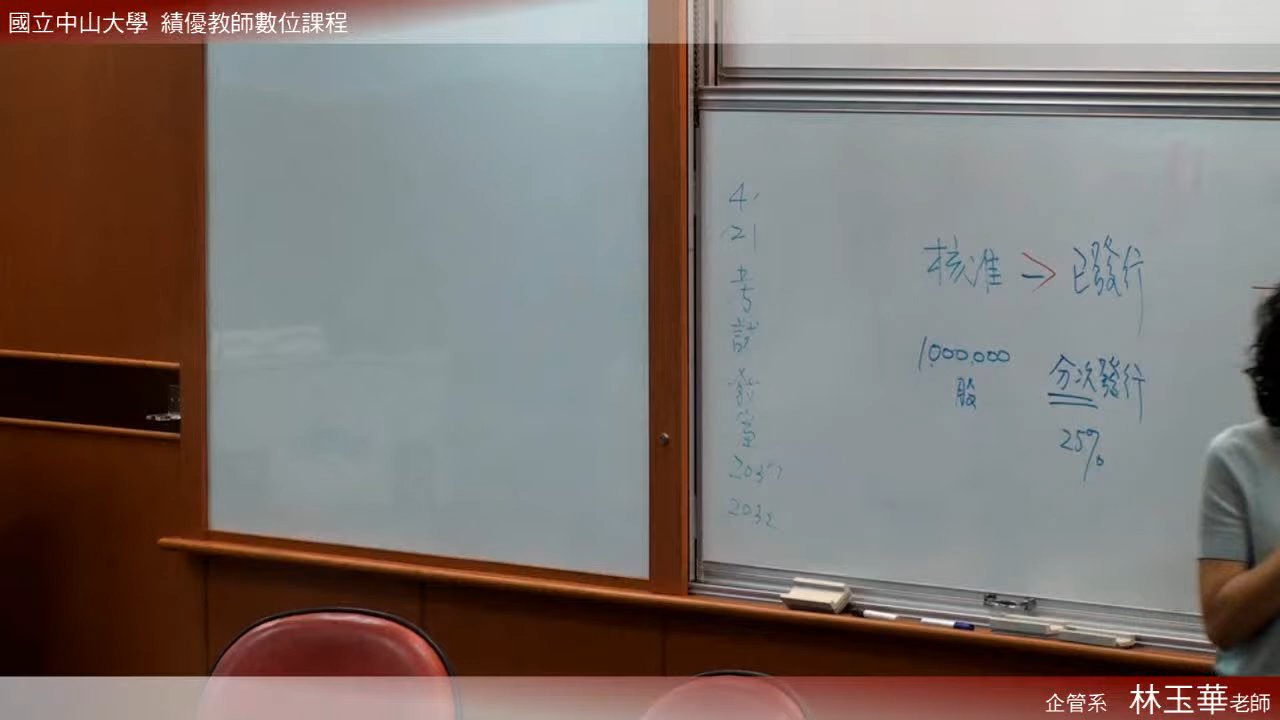 國立中山大學 績優教師數位課程
4/
21
考
試
教
室
203
2032
核准 → 已發行
1,000,000 分次發行
股
25%
企管系 林玉華老師